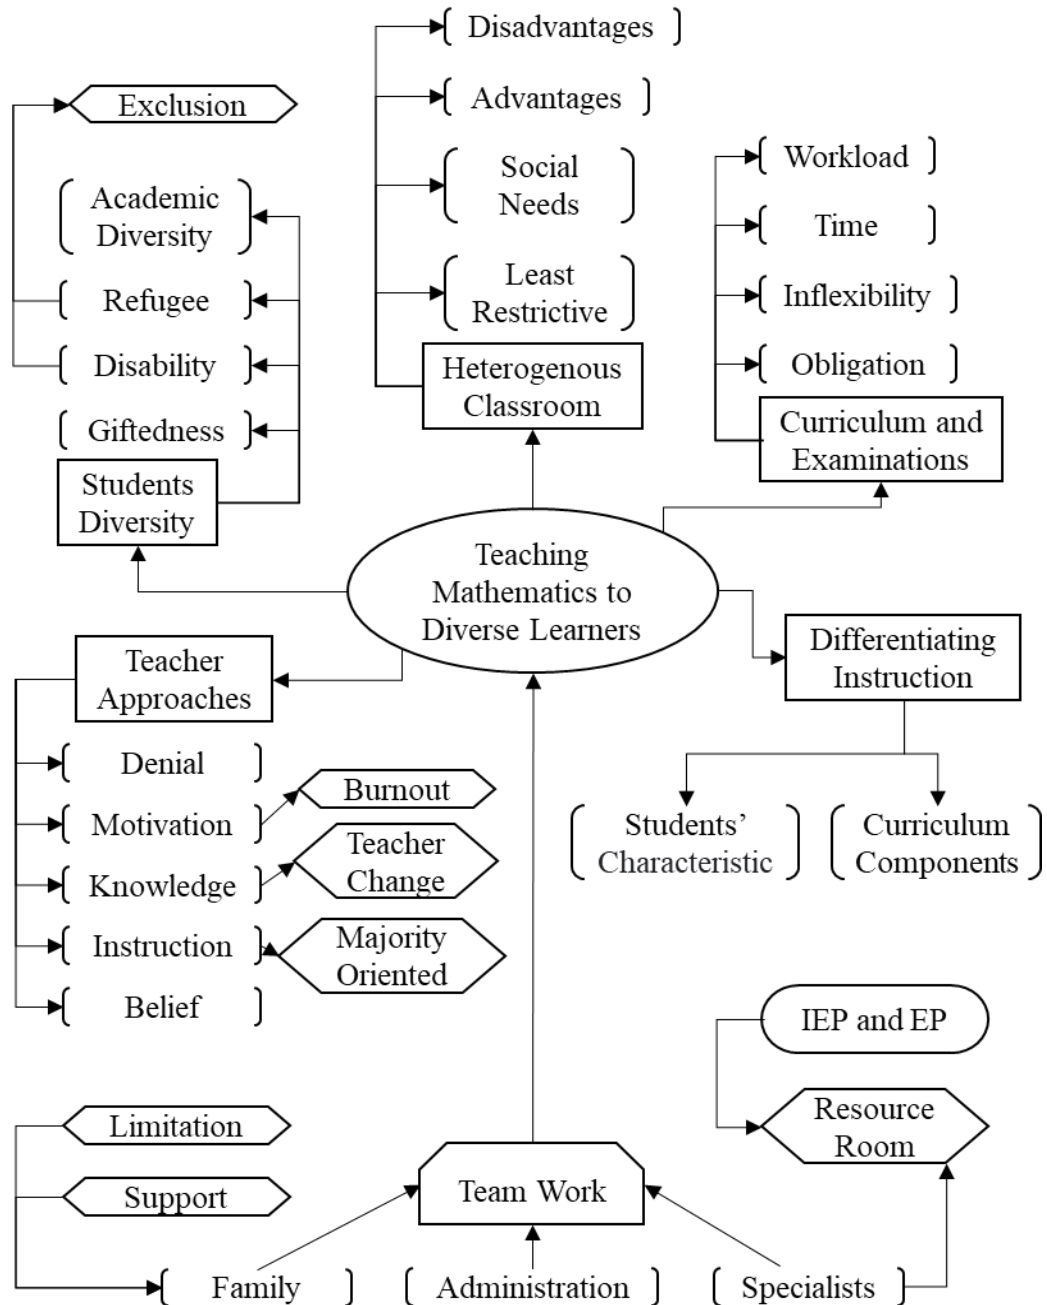 Disadvantages
Advantages
Social
Needs
Least
Restrictive
Heterogenous
Classroom
Exclusion
Academic
Diversity
Refugee
Disability
Giftedness
Students
Diversity
Workload
Time
Inflexibility
Obligation
Curriculum and
Examinations
Teaching
Mathematics to
Diverse Learners
Differentiating
Instruction
Students’
Characteristic
Curriculum
Components
Teacher
Approaches
Denial
Motivation
Burnout
Knowledge
Teacher
Change
Instruction
Majority
Oriented
Belief
IEP and EP
Resource
Room
Limitation
Support
Team Work
Family
Administration
Specialists